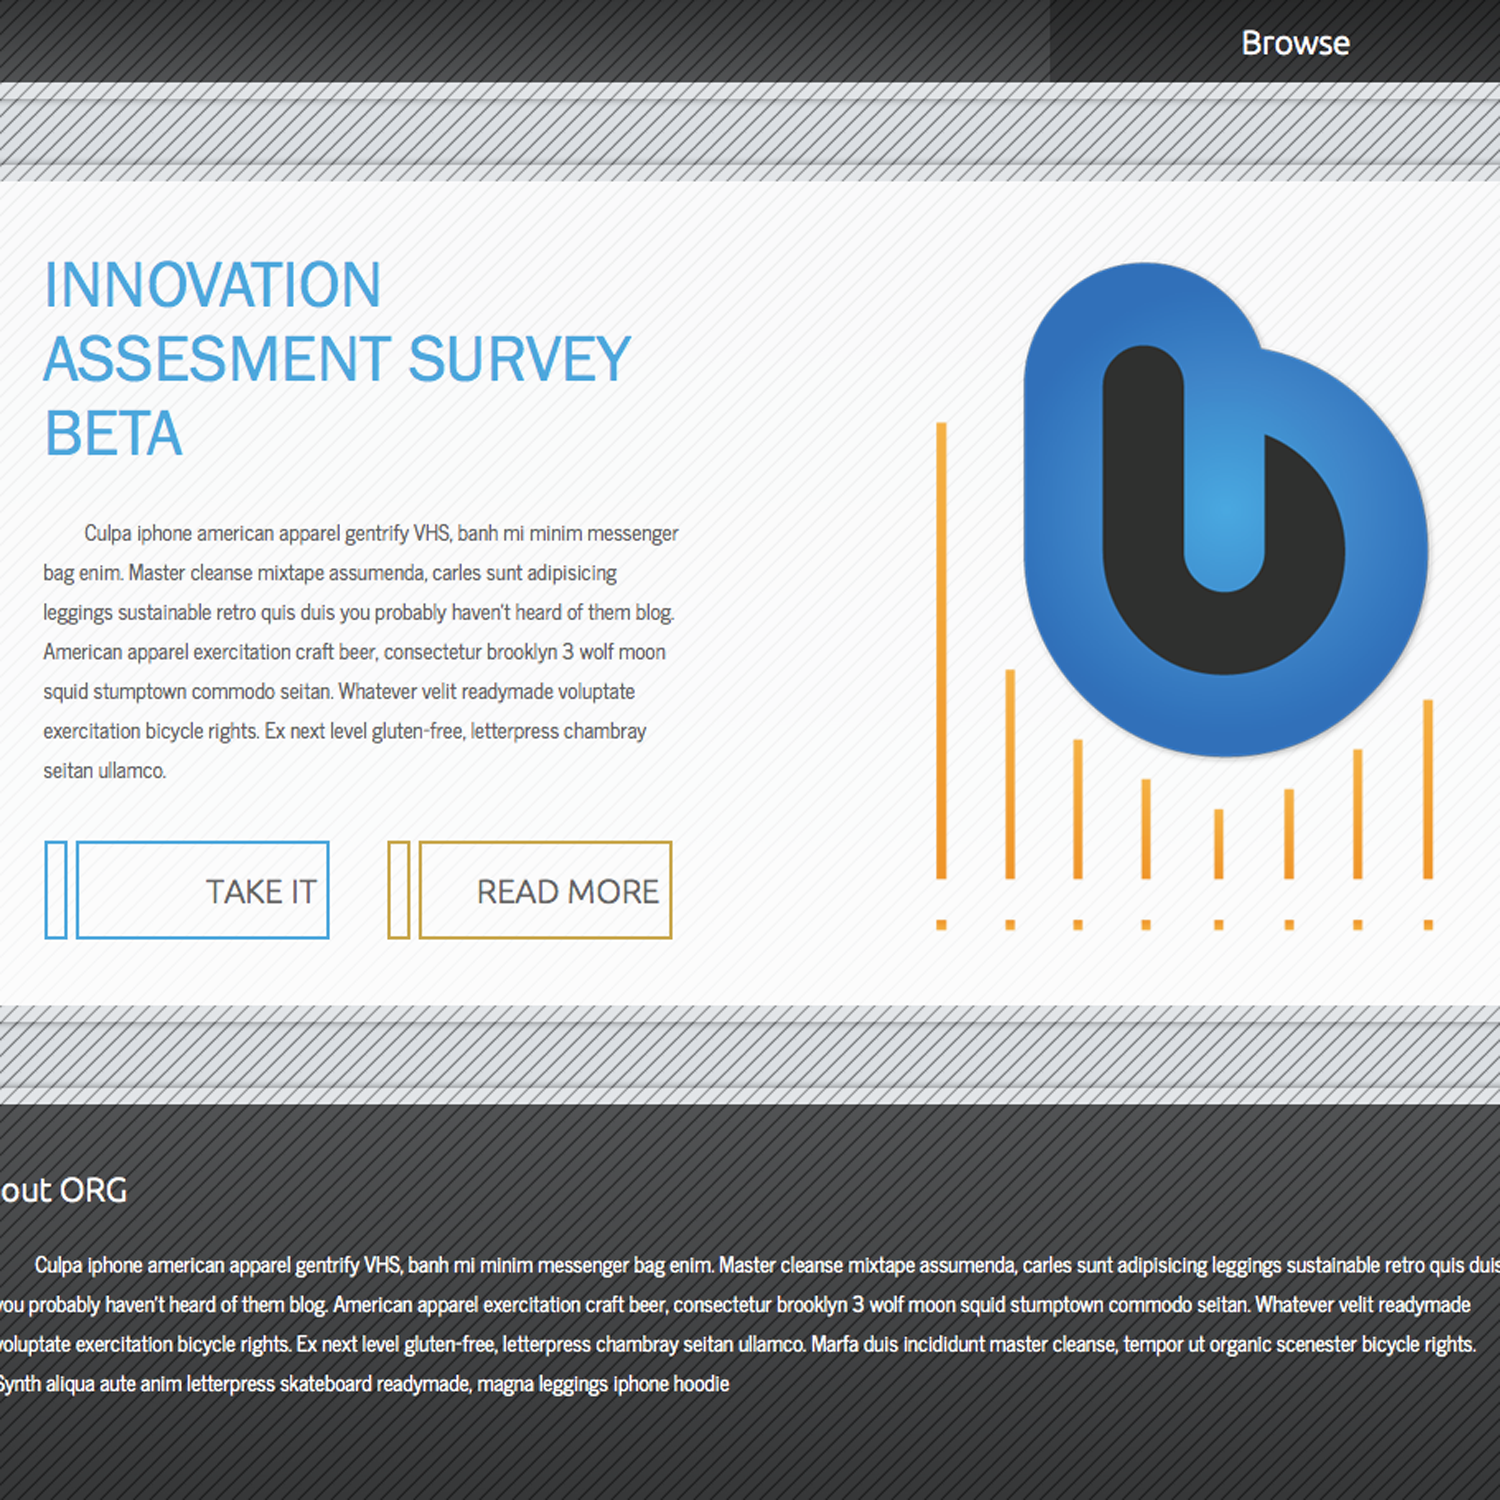 Browse
INNOVATION
ASSESMENT SURVEY
BETA
Culpa iphone american apparel gentrify VHS, banh mi minim messenger
bag enim. Master cleanse mixtape assumenda, carles sunt adipisicing
leggings sustainable retro quis duis you probably haven't heard of them blog.
American apparel exercitation craft beer, consectetur brooklyn 3 wolf moon
squid stumptown commodo seitan. Whatever velit readymade voluptate
exercitation bicycle rights. Ex next level gluten-free, letterpress chambray
seitan ullamco.
TAKE IT
READ MORE
out ORG
Culpa iphone american apparel gentrify VHS, banh mi minim messenger bag enim. Master cleanse mixtape assumenda, carles sunt adipisicing leggings sustainable retro quis duis
you probably haven't heard of them blog. American apparel exercitation craft beer, consectetur brooklyn 3 wolf moon squid stumptown commodo seitan. Whatever velit readymade
voluptate exercitation bicycle rights. Ex next level gluten-free, letterpress chambray seitan ullamco. Marfa duis incididunt master cleanse, tempor ut organic scenester bicycle rights.
Synth aliqua aute anim letterpress skateboard readymade, magna leggings iphone hoodie